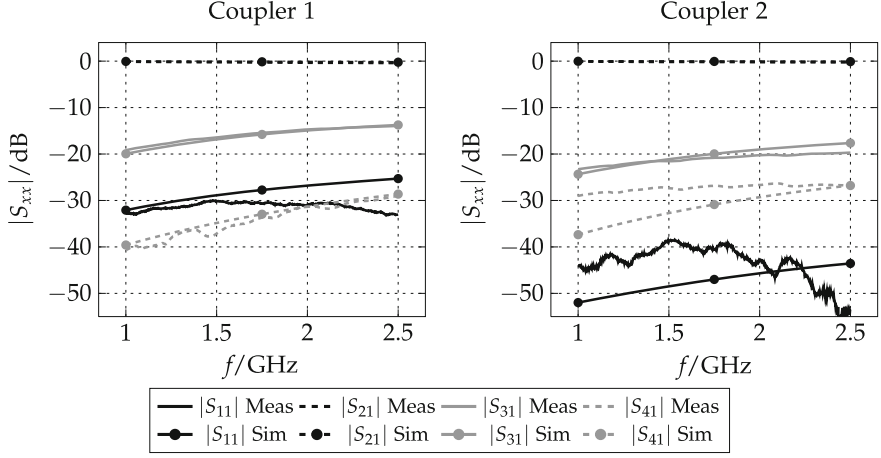 Coupler 1
Coupler 2
|Sxx|/dB
0
−10
−20
−30
−40
−50
1
1.5
2
2.5
f/GHz
|Sxx|/dB
0
−10
−20
−30
−40
−50
1
1.5
2
2.5
f/GHz
|S11| Meas |S21| Meas |S31| Meas |S41| Meas
|S11| Sim |S21| Sim |S31| Sim |S41| Sim